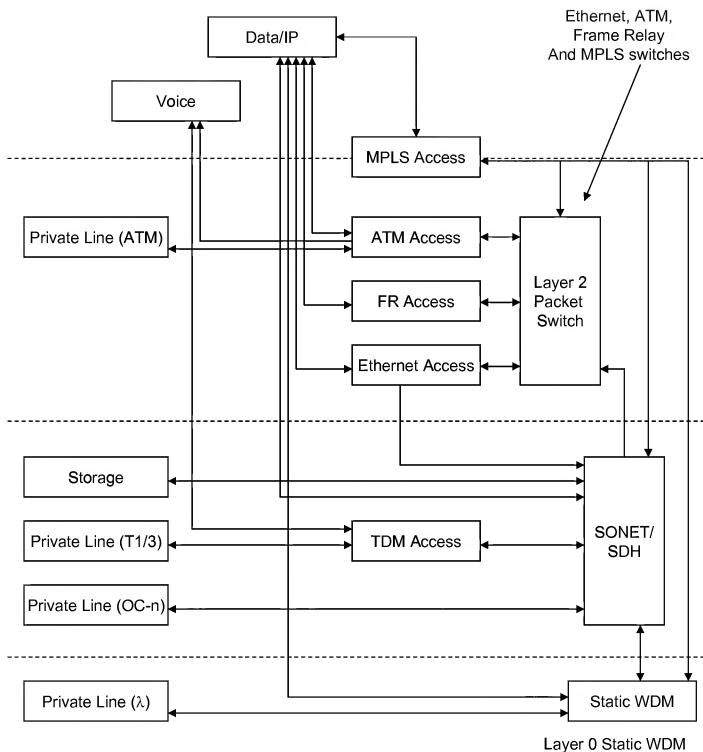 Ethernet, ATM,
Frame Relay
And MPLS switches
Data/IP
Voice
MPLS Access
Private Line (ATM)
ATM Access
Layer 2
Packet
Switch
FR Access
Ethernet Access
Storage
SONET/
SDH
Private Line (T1/3)
TDM Access
Private Line (OC-n)
Private Line (λ)
Static WDM
Layer 0 Static WDM